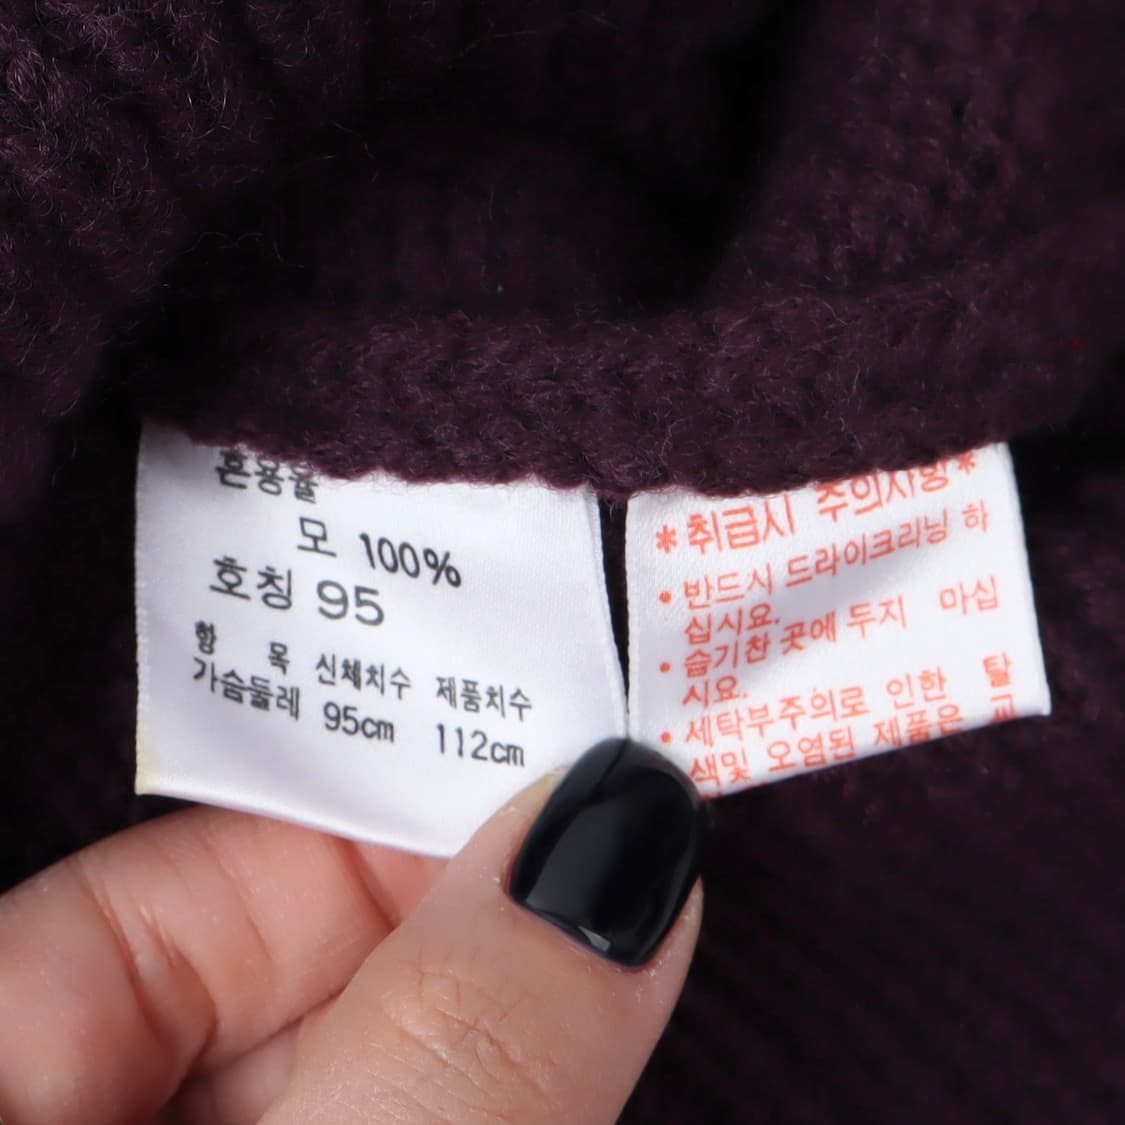 혼용율
모 100%
호칭 95
항 목 신체치수 제품치수
가슴둘레 95cm 112cm
*취급시 주의사항*
• 반드시 드라이크리닝 하
십시요.
• 습기찬 곳에 두지 마십
시요.
• 세탁부주의로 인한 탈
색및 오염된 제품은 교